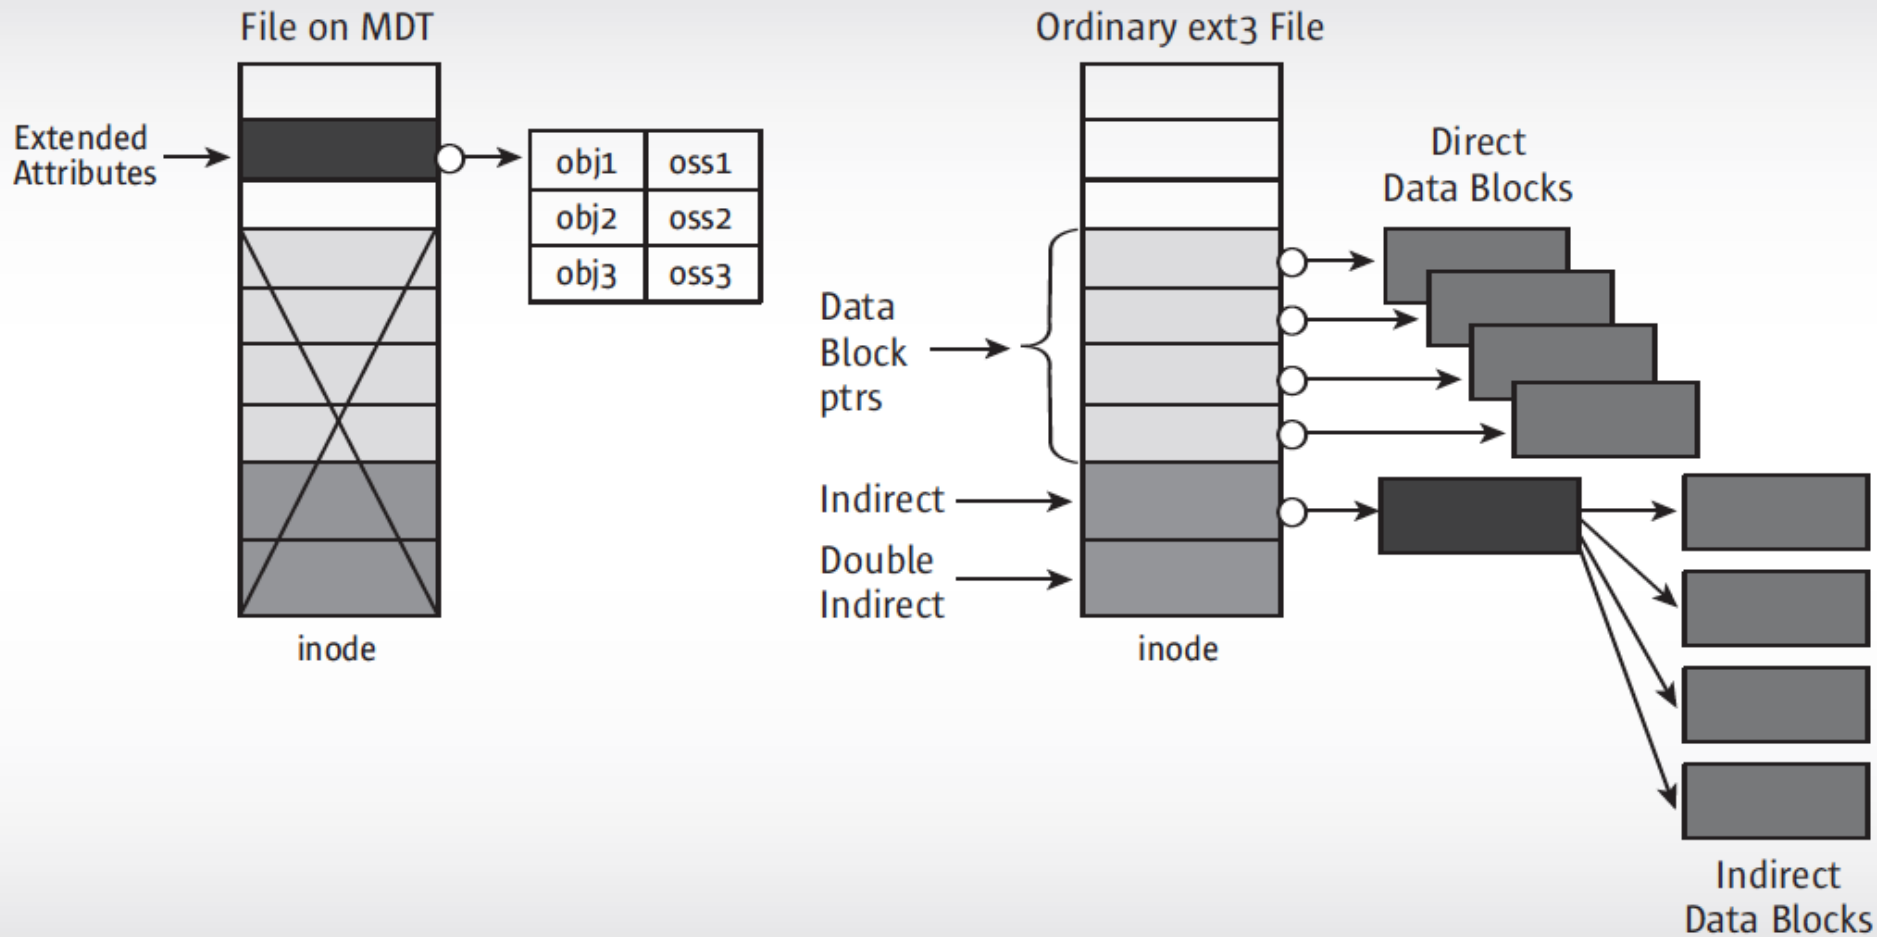 File on MDT
Extended
Attributes
obj1 oss1
obj2 oss2
obj3 oss3
inode
Ordinary ext3 File
Direct
Data Blocks
Data
Block
ptrs
Indirect
Double
Indirect
inode
Indirect
Data Blocks